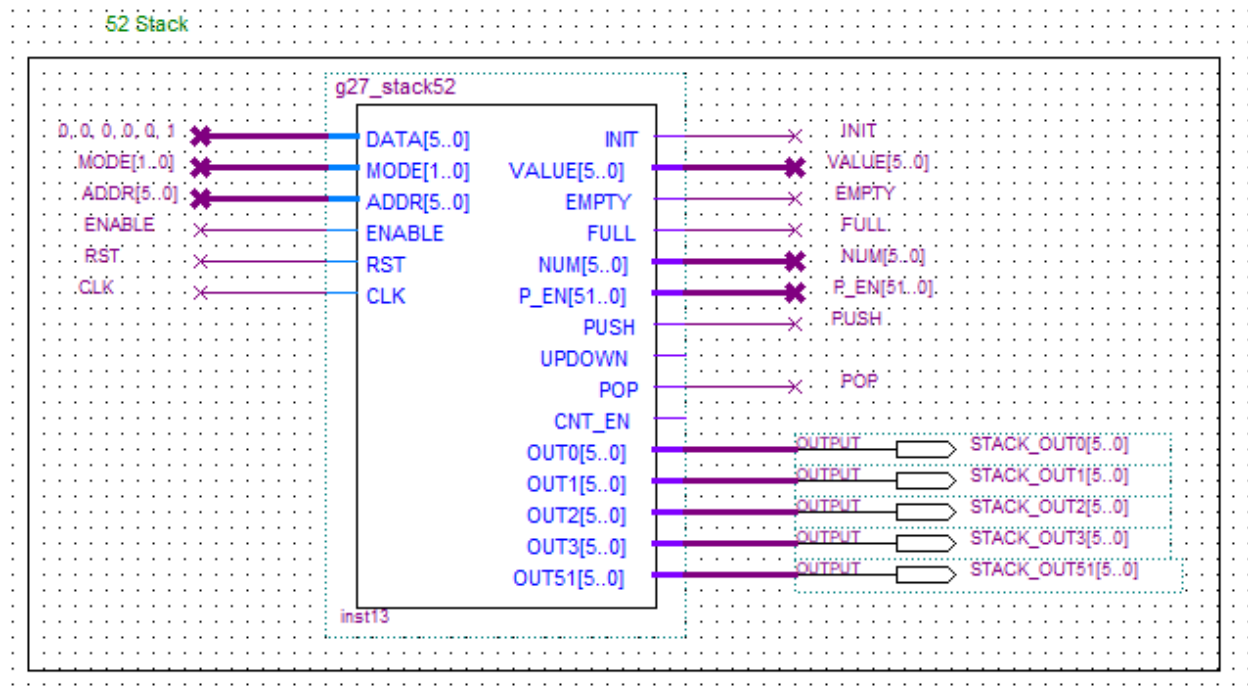 52 Stack
g27_stack52
0, 0, 0, 0, 0, 1 DATA[5..0] INIT INIT
MODE[1..0] MODE[1..0] VALUE[5..0] VALUE[5..0]
ADDR[5..0] ADDR[5..0] EMPTY EMPTY
ENABLE ENABLE FULL FULL
RST RST NUM[5..0] NUM[5..0]
CLK CLK P_EN[51..0] P_EN[51..0]
PUSH PUSH
UPDOWN
POP POP
CNT_EN
OUT0[5..0] OUTPUT STACK_OUT0[5..0]
OUT1[5..0] OUTPUT STACK_OUT1[5..0]
OUT2[5..0] OUTPUT STACK_OUT2[5..0]
OUT3[5..0] OUTPUT STACK_OUT3[5..0]
OUT51[5..0] OUTPUT STACK_OUT51[5..0]
inst13